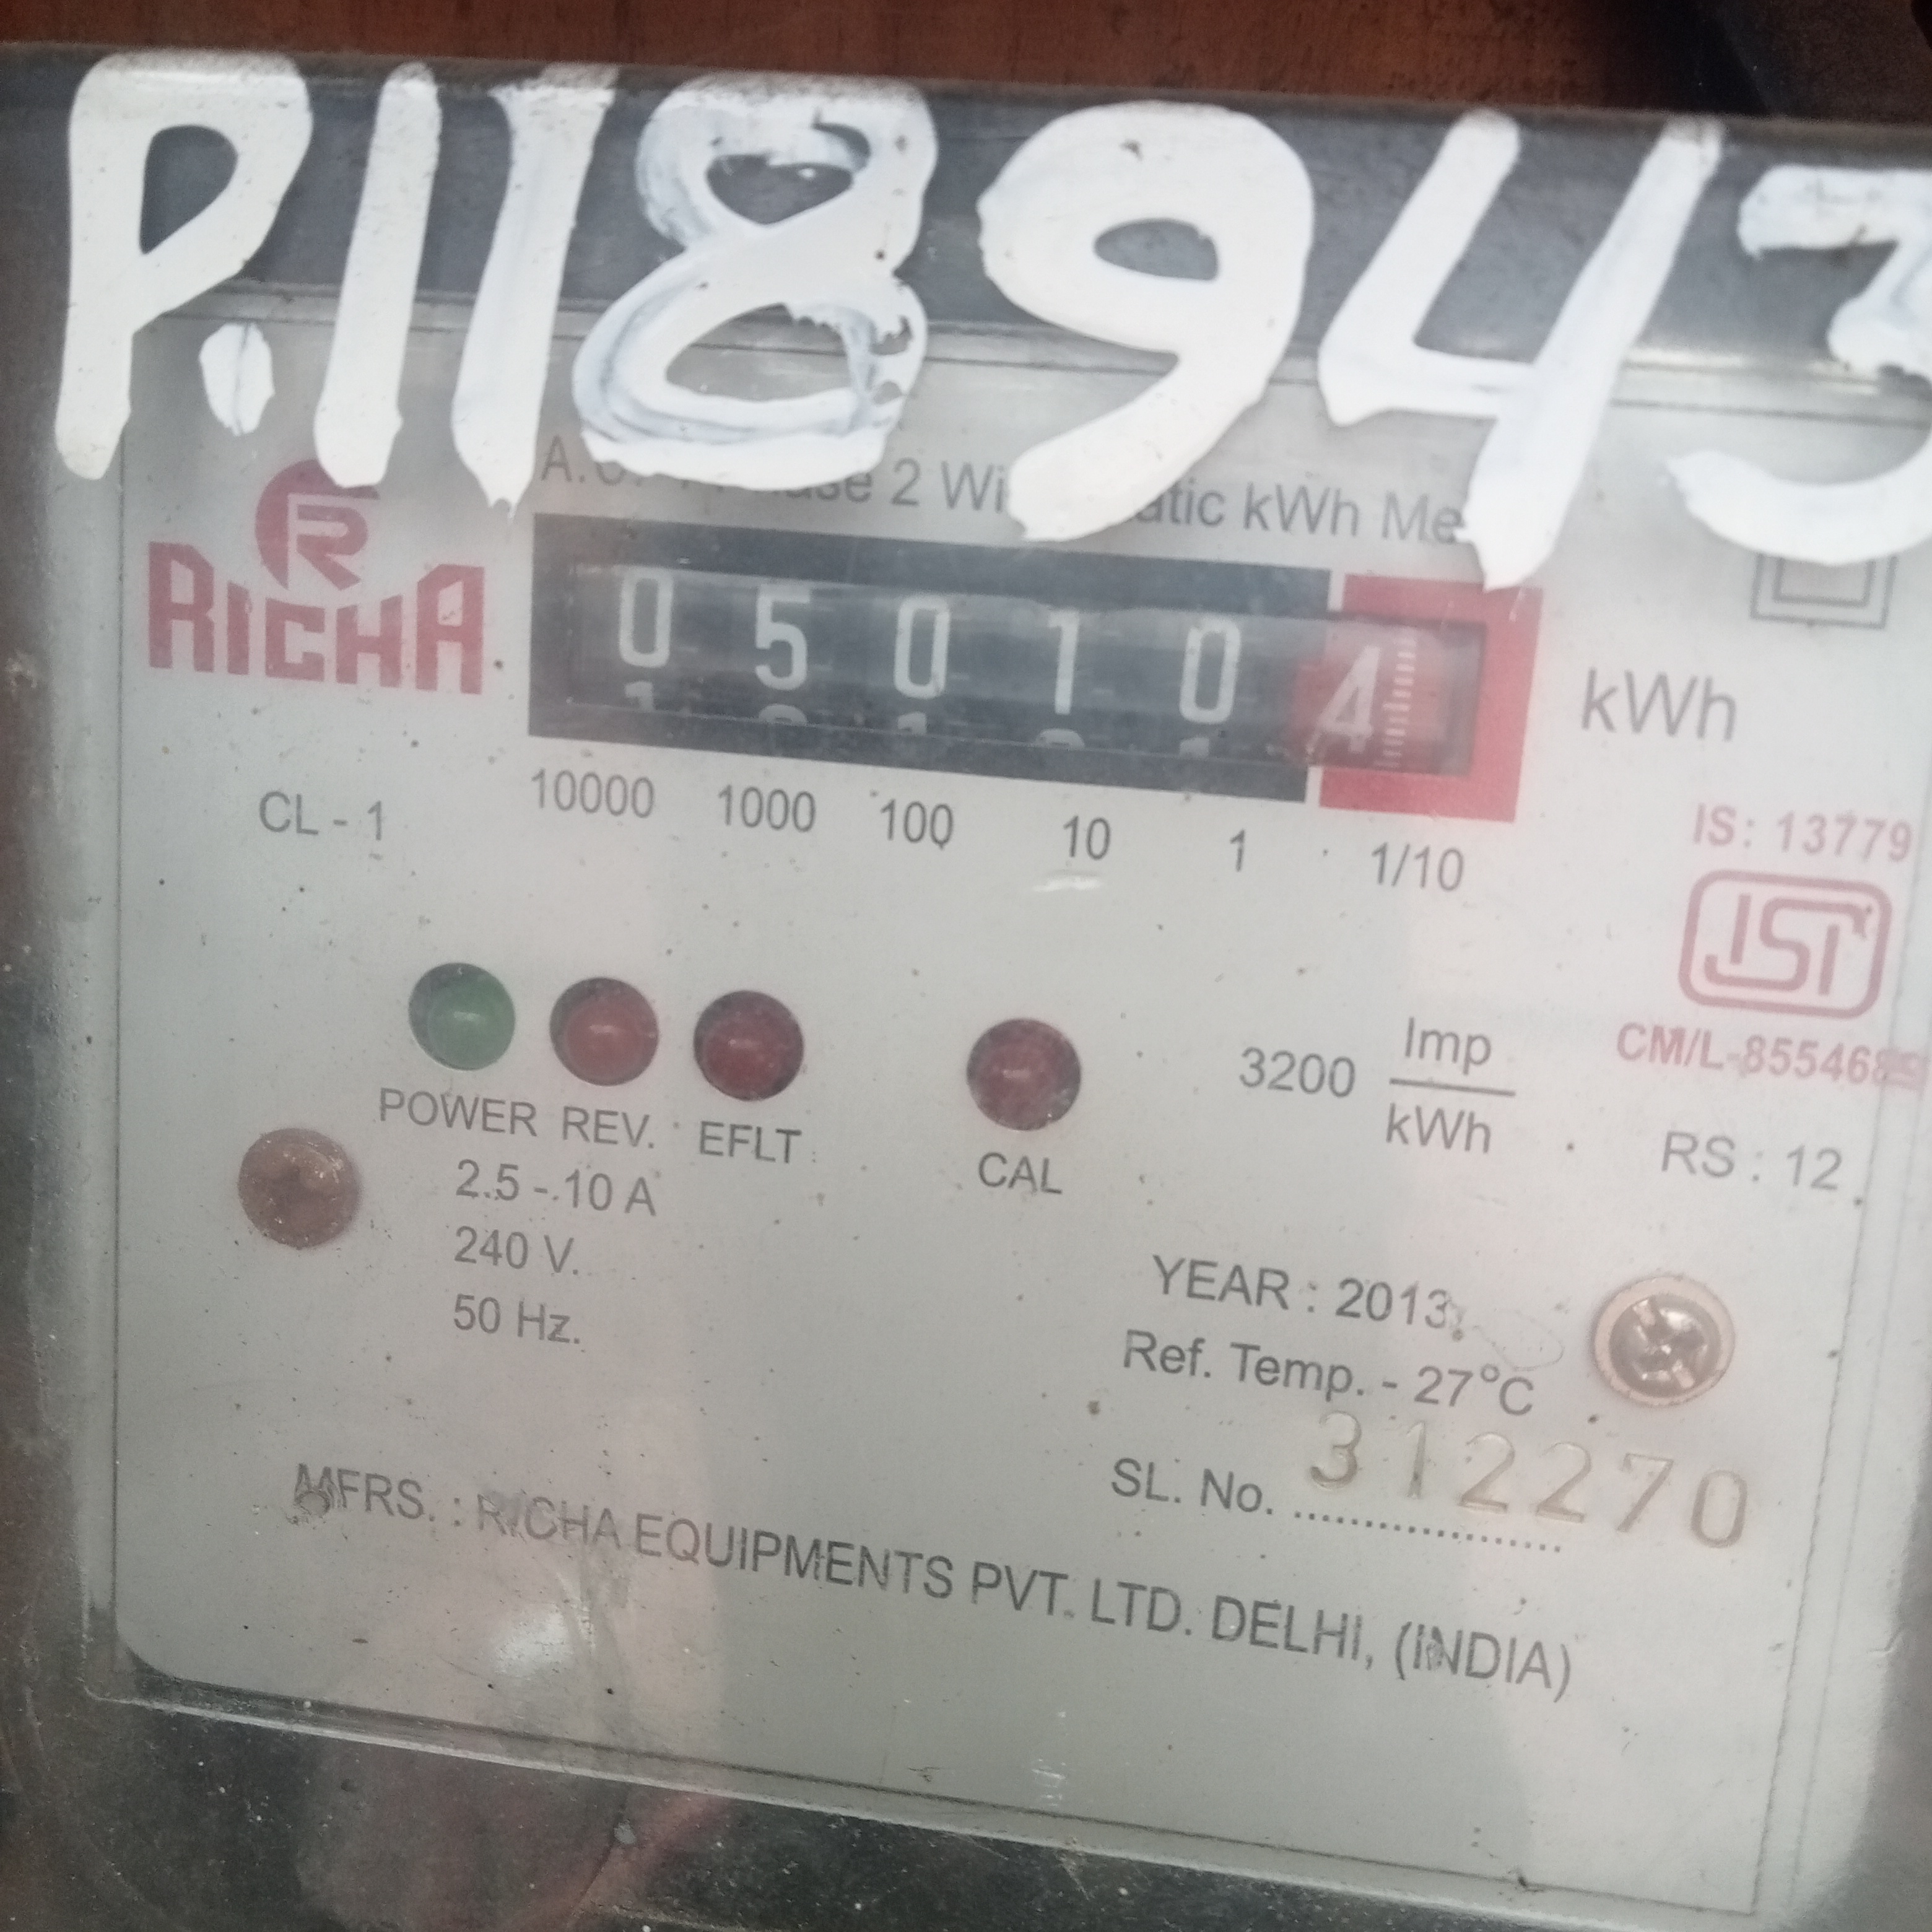 P.118943
A.C. 2 Wi atic kWh Me
R
RICHA
0 5 0 1 0 4
kWh
10000 1000 100 10 1 1/10
CL - 1
IS : 13779
ISI
CM/L-855468
POWER REV. EFLT CAL
3200 Imp
kWh
RS : 12
2.5 - 10 A
240 V.
50 Hz.
YEAR : 2013
Ref. Temp. - 27°C
SL. No. 312270
MFRS. : RICHA EQUIPMENTS PVT. LTD. DELHI, (INDIA)